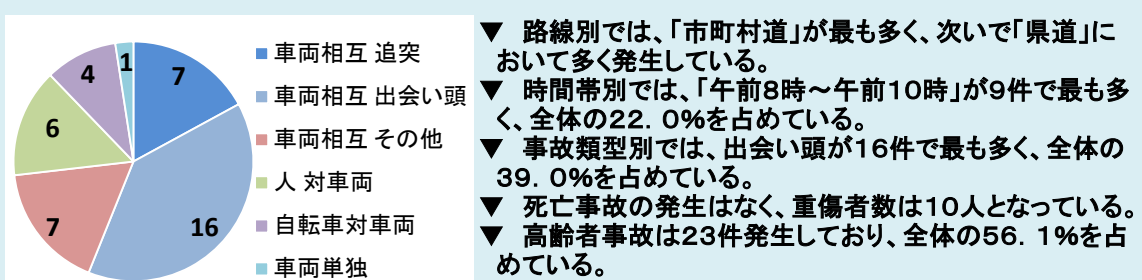 7
16
7
6
4
1
車両相互 追突
車両相互 出会い頭
車両相互 その他
人 対車両
自転車対車両
車両単独
▼ 路線別では、「市町村道」が最も多く、次いで「県道」に
おいて多く発生している。
▼ 時間帯別では、「午前8時～午前10時」が9件で最も多
く、全体の22．0%を占めている。
▼ 事故類型別では、出会い頭が16件で最も多く、全体の
39．0%を占めている。
▼ 死亡事故の発生はなく、重傷者数は10人となっている。
▼ 高齢者事故は23件発生しており、全体の56．1%を占
めている。